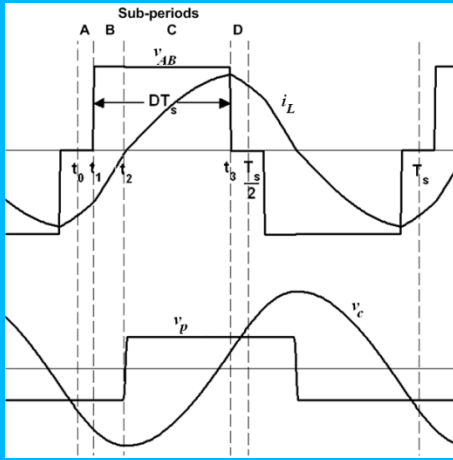 Sub-periods
A B C D
v_AB
DT_s
i_L
t_0 t_1 t_2 t_3 T_s/2 T_s
v_p
v_c